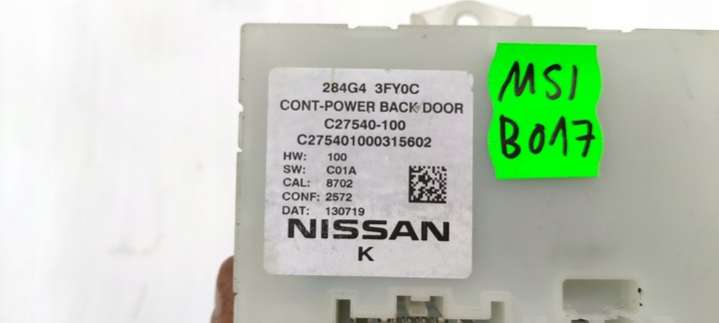 284G4 3FY0C
CONT-POWER BACK DOOR
C27540-100
C275401000315602
HW: 100
SW: C01A
CAL: 8702
CONF: 2572
DAT: 130719
NISSAN
K
MS1
B017